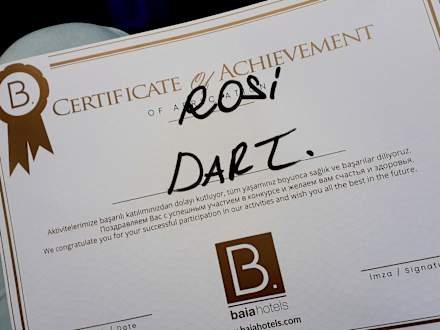 B.
CERTIFICATE Of ACHIEVEMENT
ROSİ
DART.
Aktivitelerimize başarılı katılımınızdan dolayı kutluyor, tüm yaşamınız boyunca sağlık ve başarılar diliyoruz.
Поздравляем Вас с успешным участием в конкурсе и желаем вам счастья и здоровья.
We congratulate you for your successful participation in our activities and wish you all the best in the future.
B.
baiahotels
baiahotels.com
/ Date
Imza / Signat